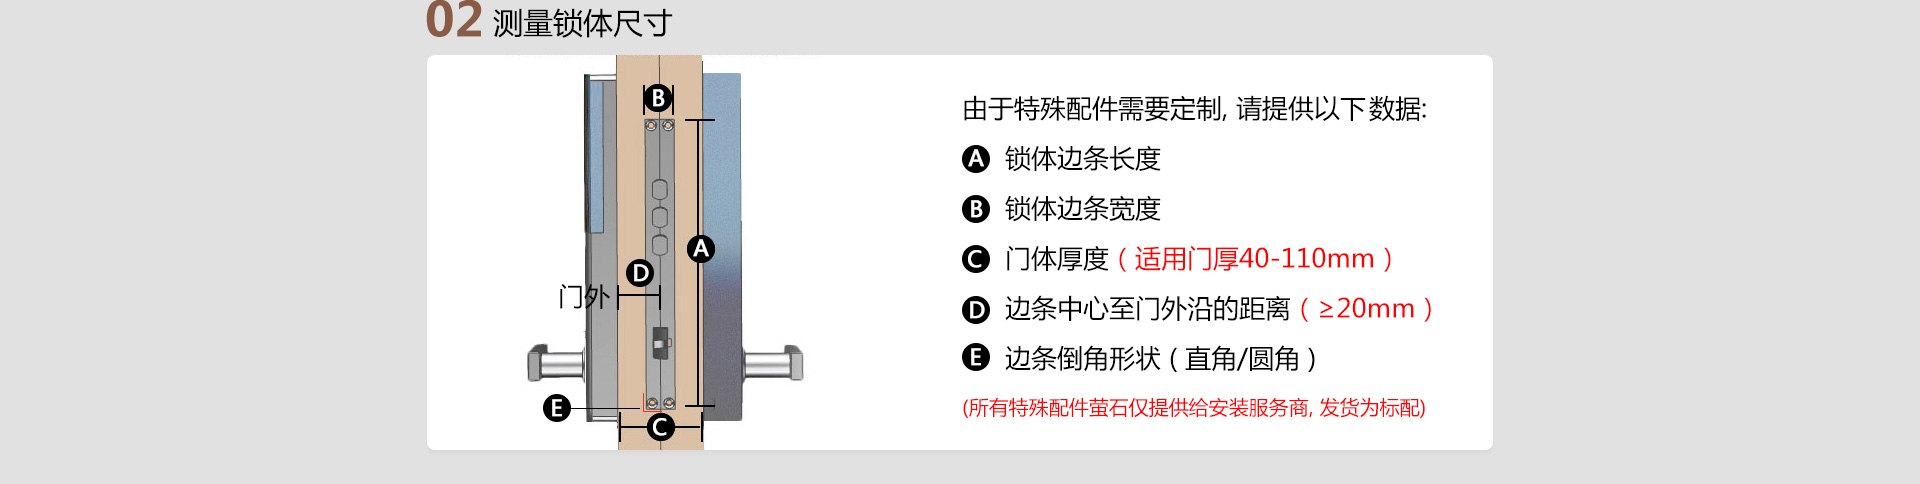 02 测量锁体尺寸
B
A
D
门外
E
C
由于特殊配件需要定制, 请提供以下数据:
A 锁体边条长度
B 锁体边条宽度
C 门体厚度（适用门厚40-110mm）
D 边条中心至门外沿的距离（≥20mm）
E 边条倒角形状（直角/圆角）
(所有特殊配件萤石仅提供给安装服务商, 发货为标配)